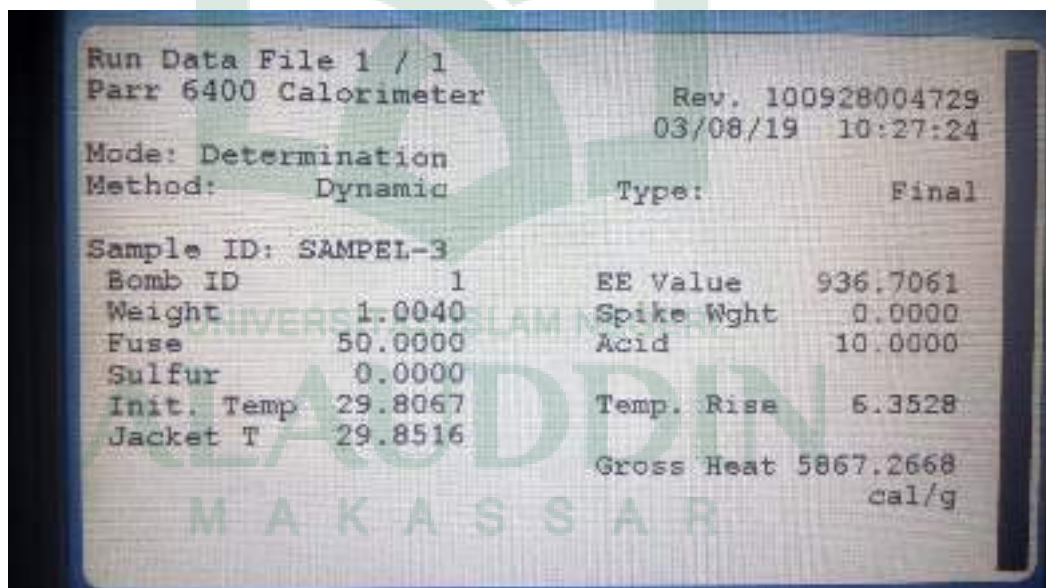 Run Data File 1 / 1
Parr 6400 Calorimeter
Rev. 100928004729
03/08/19 10:27:24
Mode: Determination
Method: Dynamic Type: Final
Sample ID: SAMPEL-3
Bomb ID 1 EE Value 936.7061
Weight 1.0040 Spike Wght 0.0000
Fuse 50.0000 Acid 10.0000
Sulfur 0.0000
Init. Temp 29.8067 Temp. Rise 6.3528
Jacket T 29.8516
Gross Heat 5867.2668
cal/g
UNIVERSITAS ISLAM NEGERI
ALAUDDIN
MAKASSAR